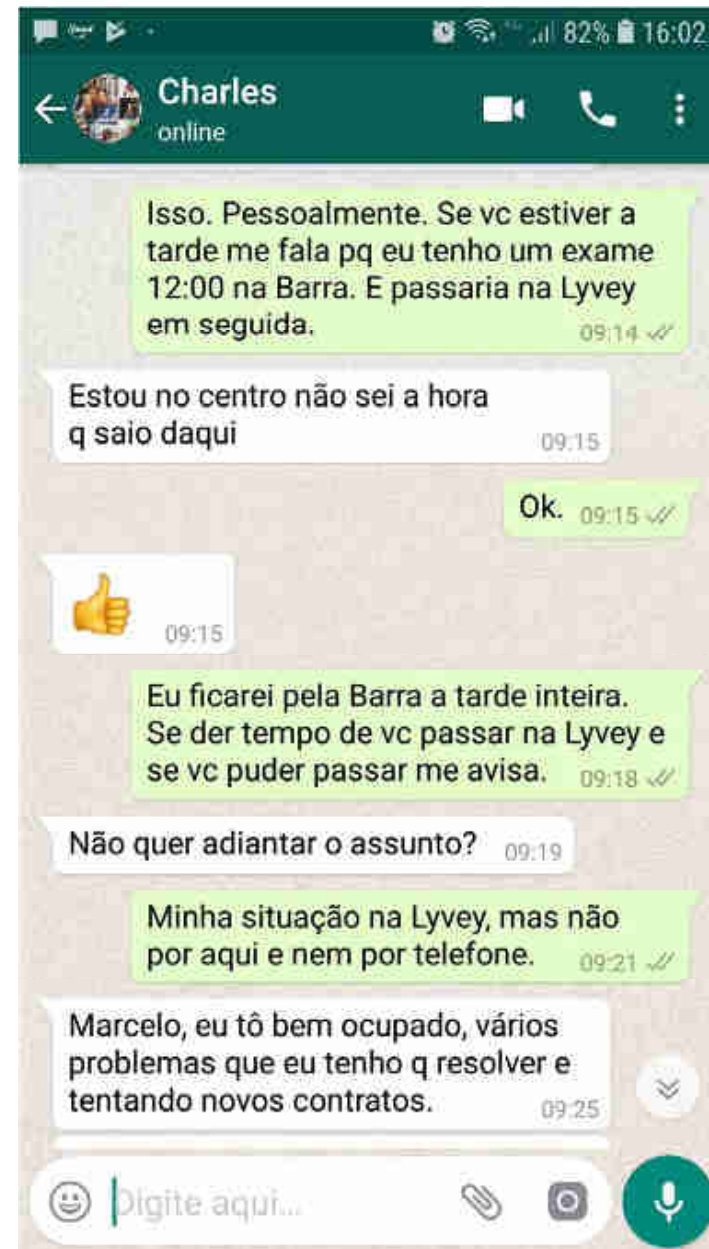 82% 16:02
Charles
online
Isso. Pessoalmente. Se vc estiver a
tarde me fala pq eu tenho um exame
12:00 na Barra. E passaria na Lyvey
em seguida. 09:14
Estou no centro não sei a hora
q saio daqui 09:15
Ok. 09:15
09:15
Eu ficarei pela Barra a tarde inteira.
Se der tempo de vc passar na Lyvey e
se vc puder passar me avisa. 09:18
Não quer adiantar o assunto? 09:19
Minha situação na Lyvey, mas não
por aqui e nem por telefone. 09:21
Marcelo, eu tô bem ocupado, vários
problemas que eu tenho q resolver e
tentando novos contratos. 09:25
Digite aqui...